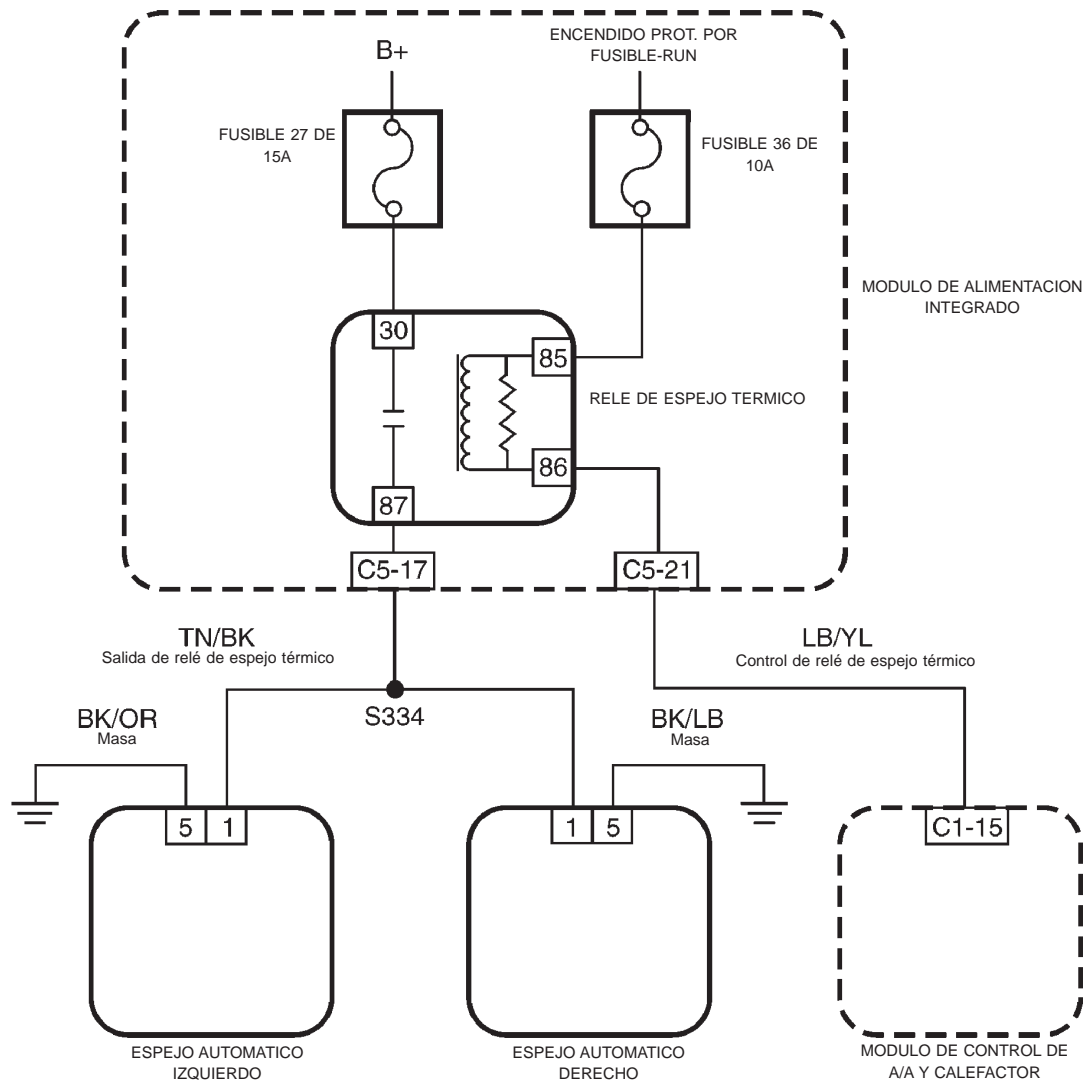 ENCENDIDO PROT. POR
FUSIBLE-RUN
B+
FUSIBLE 27 DE
15A
FUSIBLE 36 DE
10A
MODULO DE ALIMENTACION
INTEGRADO
30
85
RELE DE ESPEJO TERMICO
86
87
C5-17
C5-21
TN/BK
Salida de relé de espejo térmico
LB/YL
Control de relé de espejo térmico
S334
BK/OR
Masa
BK/LB
Masa
5
1
1
5
C1-15
ESPEJO AUTOMATICO
IZQUIERDO
ESPEJO AUTOMATICO
DERECHO
MODULO DE CONTROL DE
A/A Y CALEFACTOR